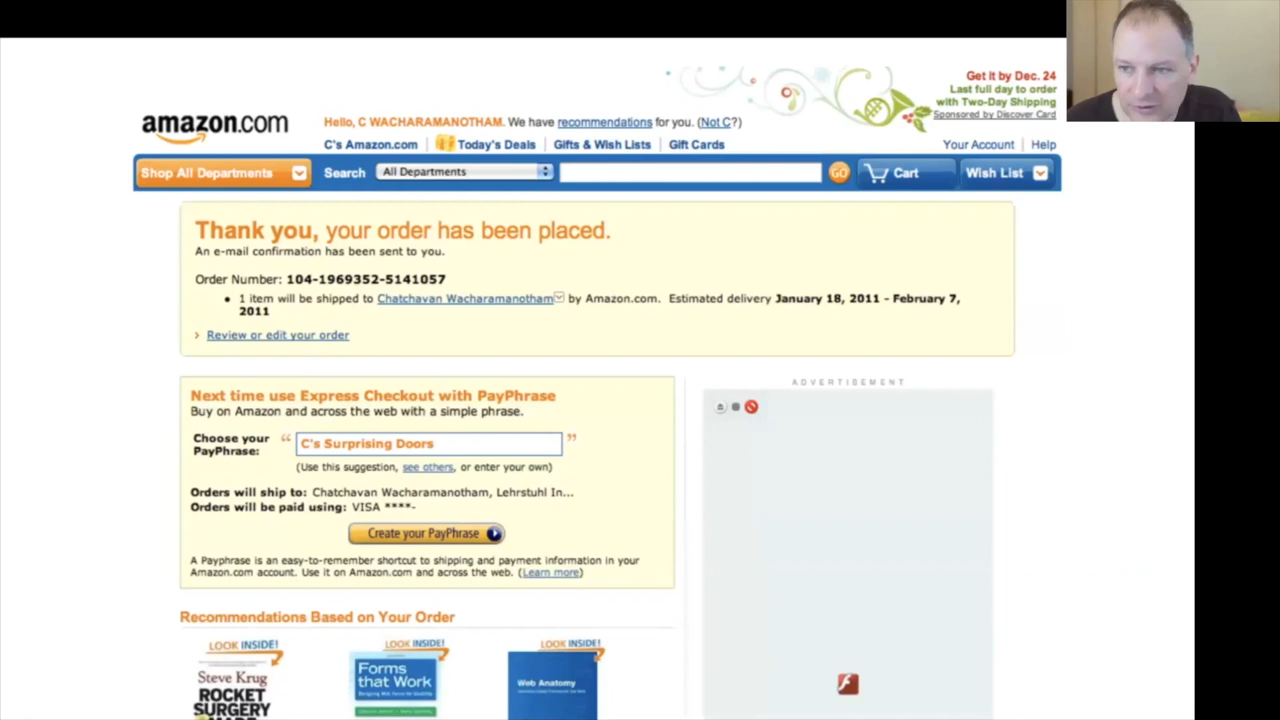 Get it by Dec. 24
Last full day to order
with Two-Day Shipping
Sponsored by Discover Card
amazon.com
Hello, C WACHARAMANOTHAM. We have recommendations for you. (Not C?)
C's Amazon.com Today's Deals Gifts & Wish Lists Gift Cards Your Account Help
Shop All Departments Search All Departments GO Cart Wish List
Thank you, your order has been placed.
An e-mail confirmation has been sent to you.
Order Number: 104-1969352-5141057
• 1 item will be shipped to Chatchavan Wacharamanotham by Amazon.com. Estimated delivery January 18, 2011 - February 7,
2011
› Review or edit your order
ADVERTISEMENT
Next time use Express Checkout with PayPhrase
Buy on Amazon and across the web with a simple phrase.
Choose your
PayPhrase:
“ C's Surprising Doors ”
(Use this suggestion, see others, or enter your own)
Orders will ship to: Chatchavan Wacharamanotham, Lehrstuhl In...
Orders will be paid using: VISA ****-
Create your PayPhrase
A Payphrase is an easy-to-remember shortcut to shipping and payment information in your
Amazon.com account. Use it on Amazon.com and across the web. (Learn more)
Recommendations Based on Your Order
LOOK INSIDE! LOOK INSIDE! LOOK INSIDE!
Steve Krug
ROCKET
SURGERY
Forms
that Work
Web Anatomy